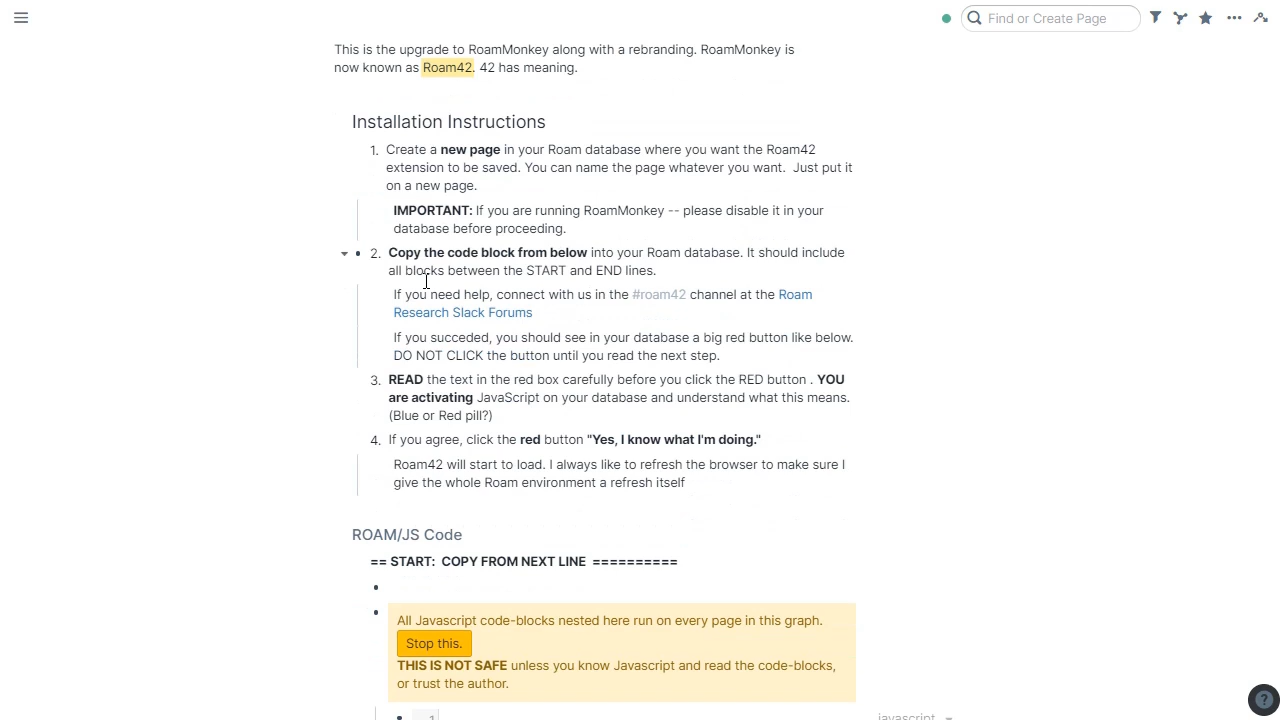 Find or Create Page
This is the upgrade to RoamMonkey along with a rebranding. RoamMonkey is
now known as Roam42. 42 has meaning.
Installation Instructions
1. Create a new page in your Roam database where you want the Roam42
extension to be saved. You can name the page whatever you want.  Just put it
on a new page.
IMPORTANT: If you are running RoamMonkey -- please disable it in your
database before proceeding.
2. Copy the code block from below into your Roam database. It should include
all blocks between the START and END lines.
If you need help, connect with us in the #roam42 channel at the Roam
Research Slack Forums
If you succeded, you should see in your database a big red button like below.
DO NOT CLICK the button until you read the next step.
3. READ the text in the red box carefully before you click the RED button . YOU
are activating JavaScript on your database and understand what this means.
(Blue or Red pill?)
4. If you agree, click the red button "Yes, I know what I'm doing."
Roam42 will start to load. I always like to refresh the browser to make sure I
give the whole Roam environment a refresh itself
ROAM/JS Code
== START:  COPY FROM NEXT LINE  ==========
All Javascript code-blocks nested here run on every page in this graph.
Stop this.
THIS IS NOT SAFE unless you know Javascript and read the code-blocks,
or trust the author.
1 javascript